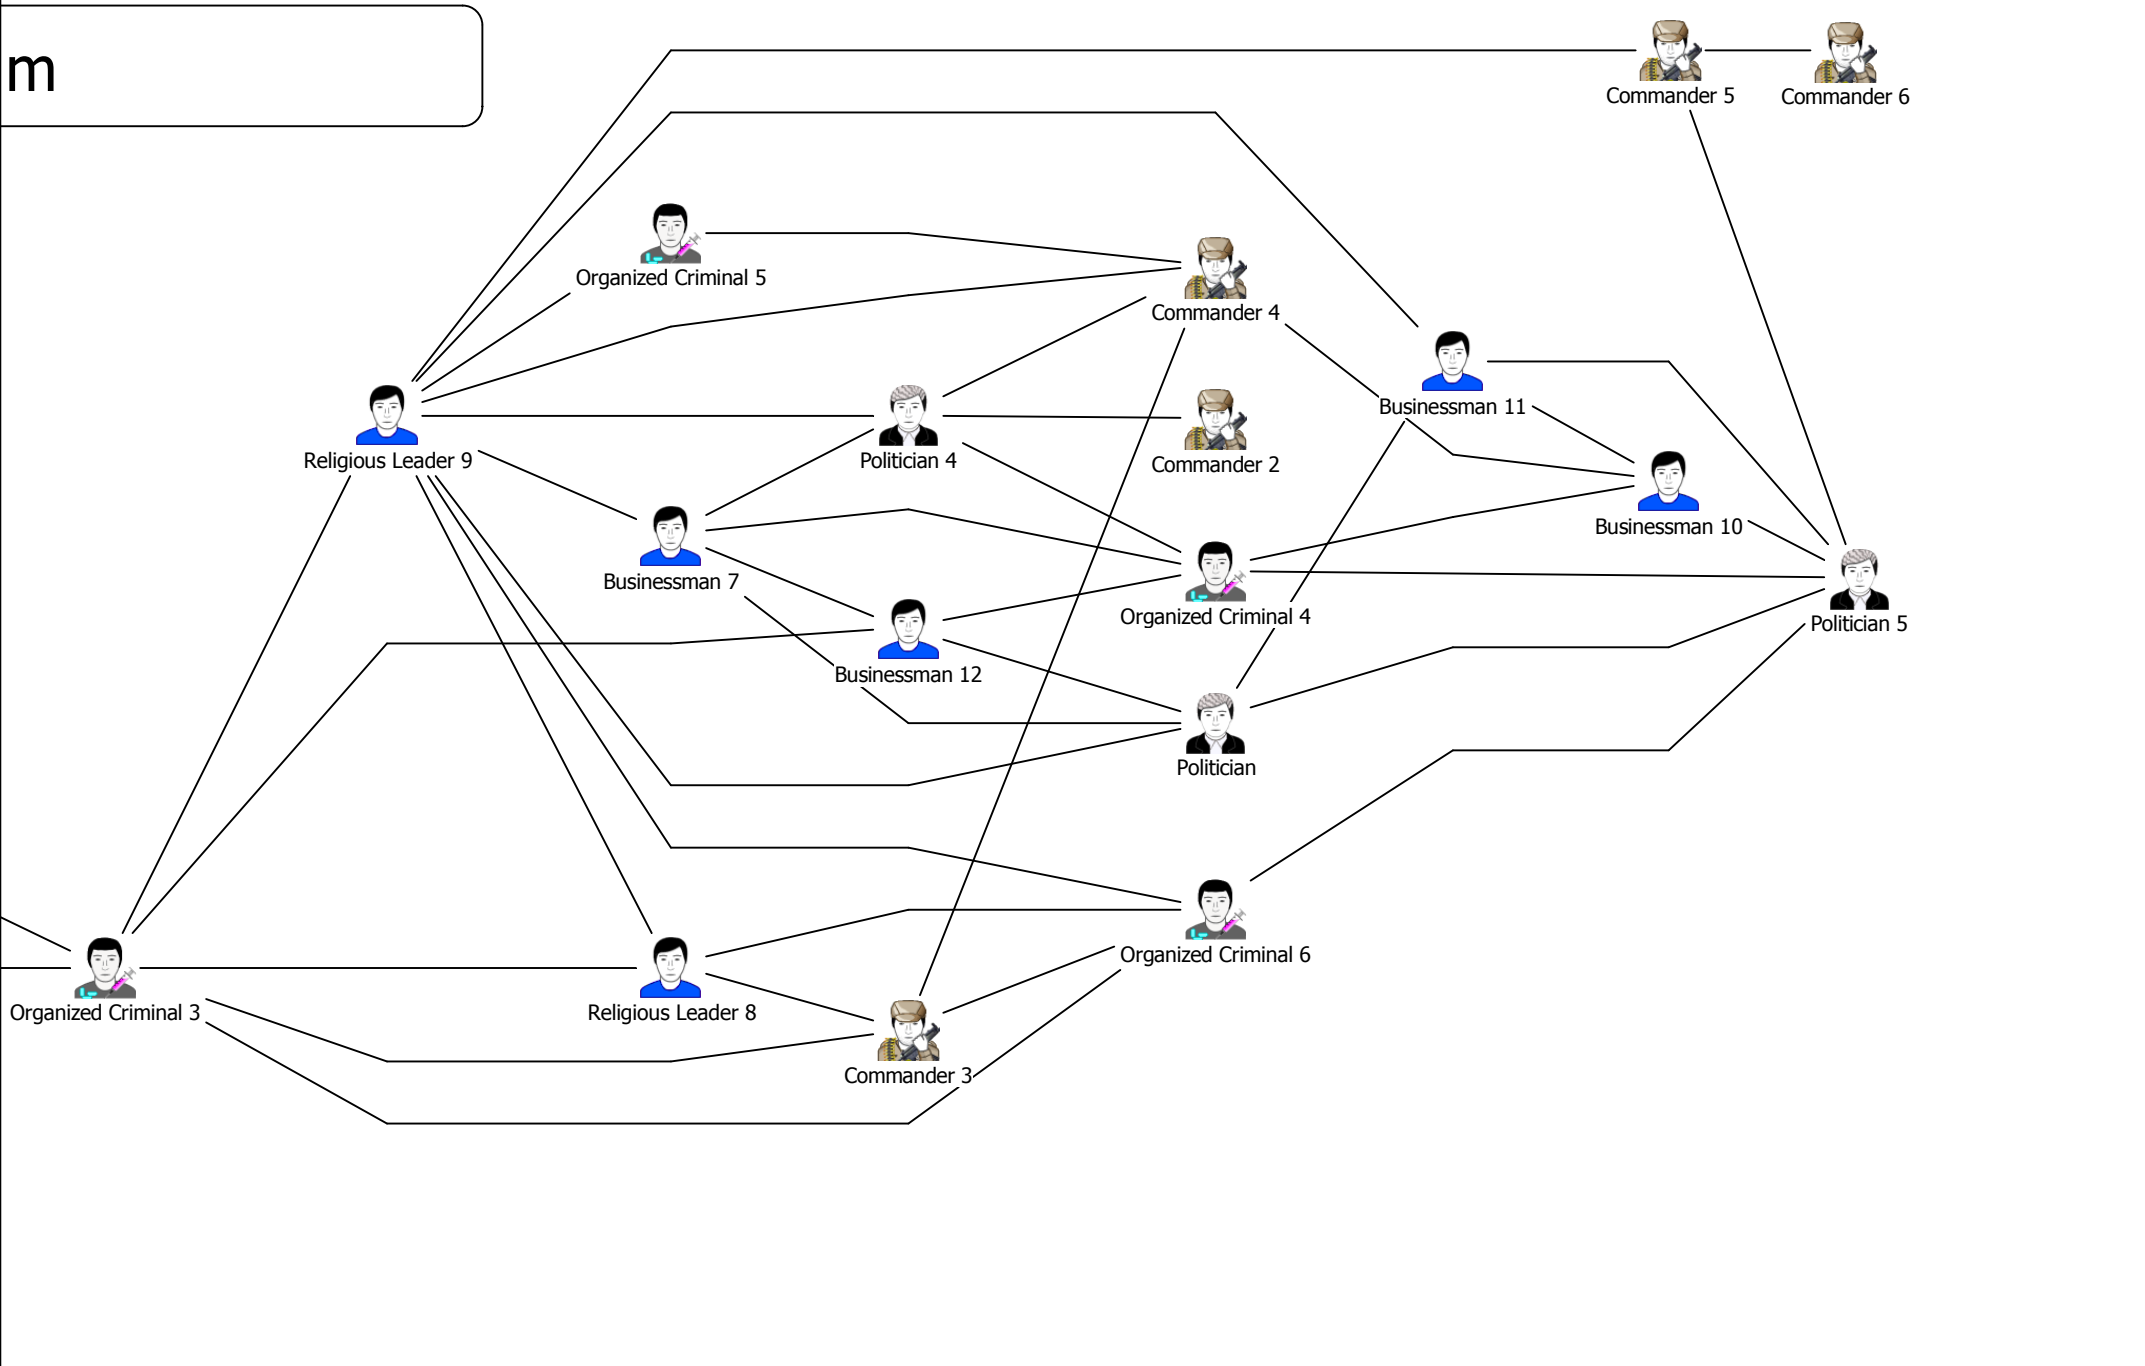 m
Commander 5
Commander 6
Organized Criminal 5
Commander 4
Businessman 11
Religious Leader 9
Politician 4
Commander 2
Businessman 10
Businessman 7
Organized Criminal 4
Politician 5
Businessman 12
Politician
Organized Criminal 6
Organized Criminal 3
Religious Leader 8
Commander 3